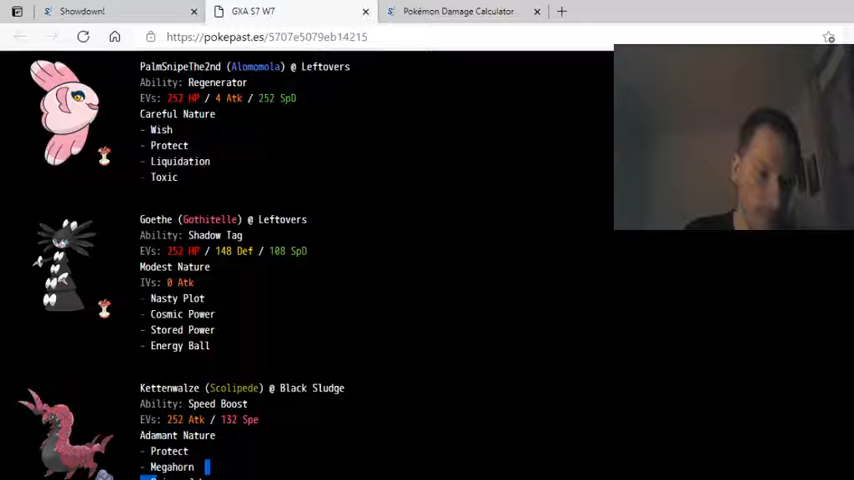 Showdown!
GXA S7 W7
Pokémon Damage Calculator
https://pokepast.es/5707e5079eb14215
PalmSnipeThe2nd (Alomomola) @ Leftovers
Ability: Regenerator
EVs: 252 HP / 4 Atk / 252 SpD
Careful Nature
- Wish
- Protect
- Liquidation
- Toxic
Goethe (Gothitelle) @ Leftovers
Ability: Shadow Tag
EVs: 252 HP / 148 Def / 108 SpD
Modest Nature
IVs: 0 Atk
- Nasty Plot
- Cosmic Power
- Stored Power
- Energy Ball
Kettenwalze (Scolipede) @ Black Sludge
Ability: Speed Boost
EVs: 252 Atk / 132 Spe
Adamant Nature
- Protect
- Megahorn